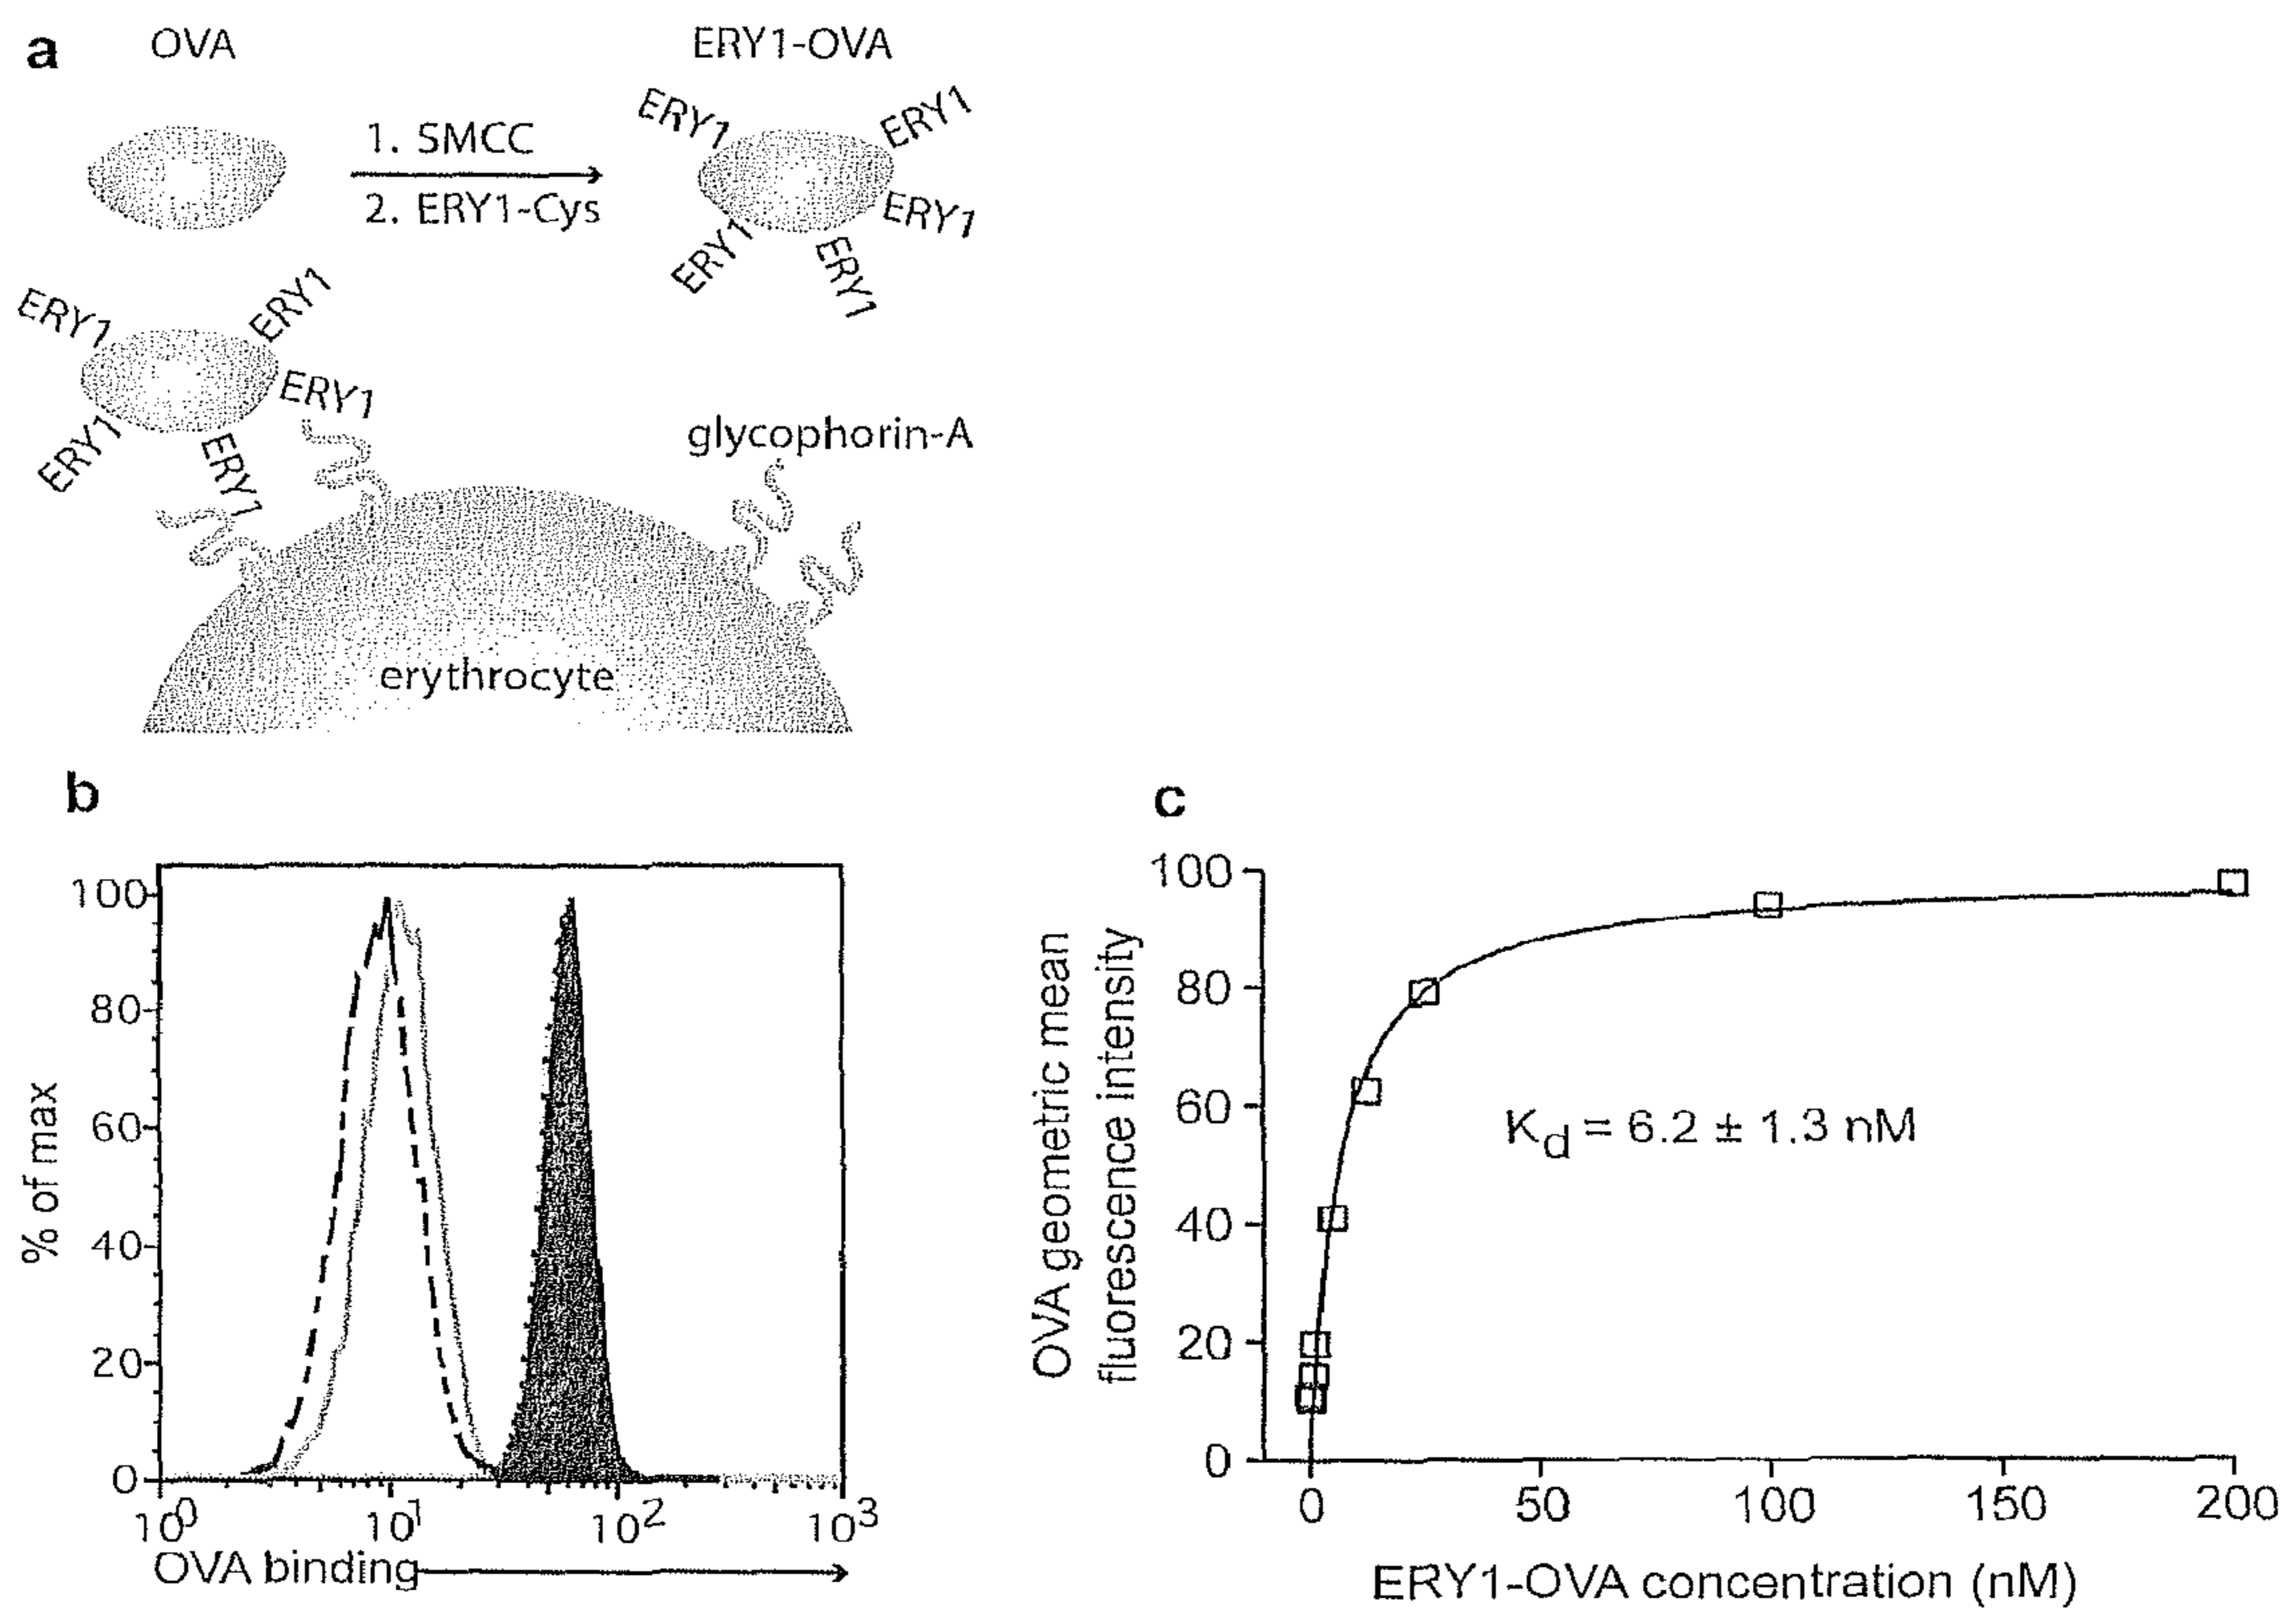 a
OVA
ERY1-OVA
1. SMCC
2. ERY1-Cys
ERY1
ERY1
ERY1
ERY1
ERY1
ERY1
ERY1
ERY1
ERY1
ERY1
glycophorin-A
erythrocyte
b
% of max
100
80
60
40
20
0
10⁰
10¹
10²
10³
OVA binding
c
OVA geometric mean
fluorescence intensity
100
80
60
40
20
0
K_d = 6.2 ± 1.3 nM
0
50
100
150
200
ERY1-OVA concentration (nM)